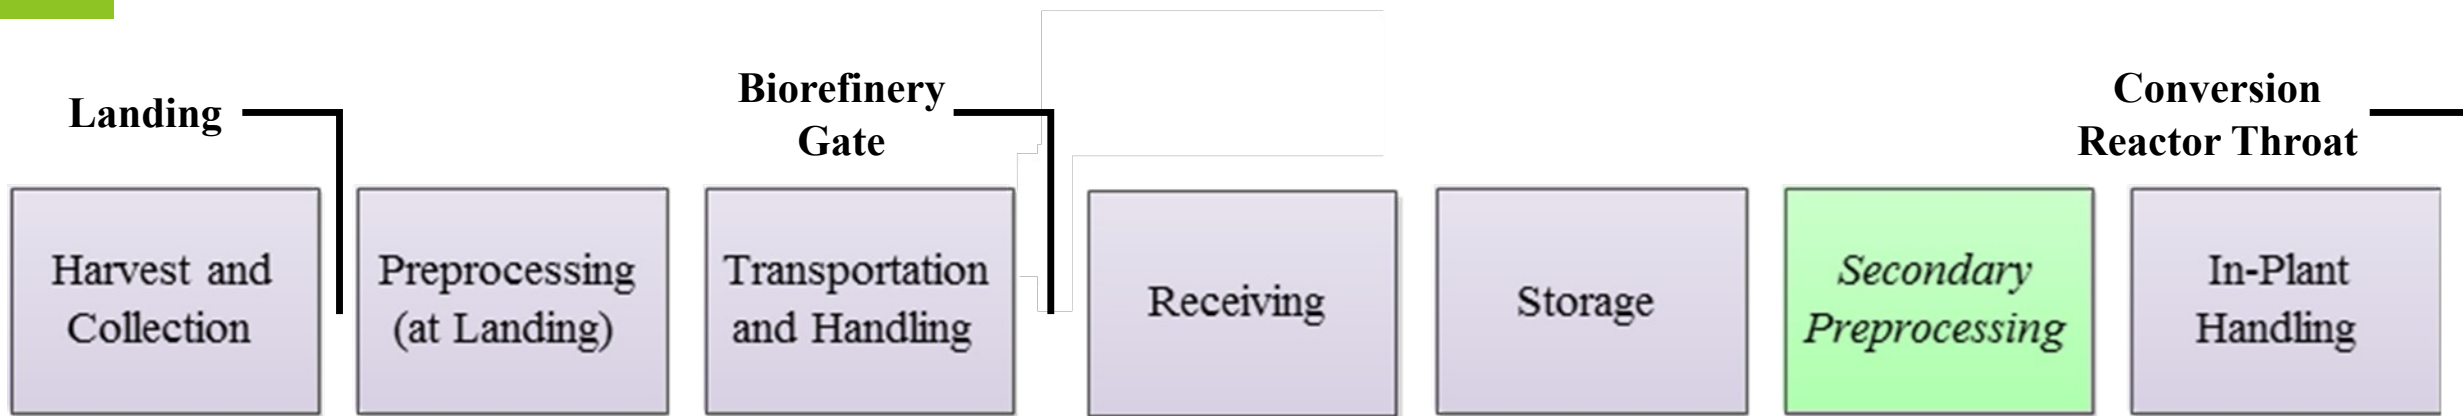 Landing
Biorefinery
Gate
Conversion
Reactor Throat
Harvest and
Collection
Preprocessing
(at Landing)
Transportation
and Handling
Receiving
Storage
Secondary
Preprocessing
In-Plant
Handling